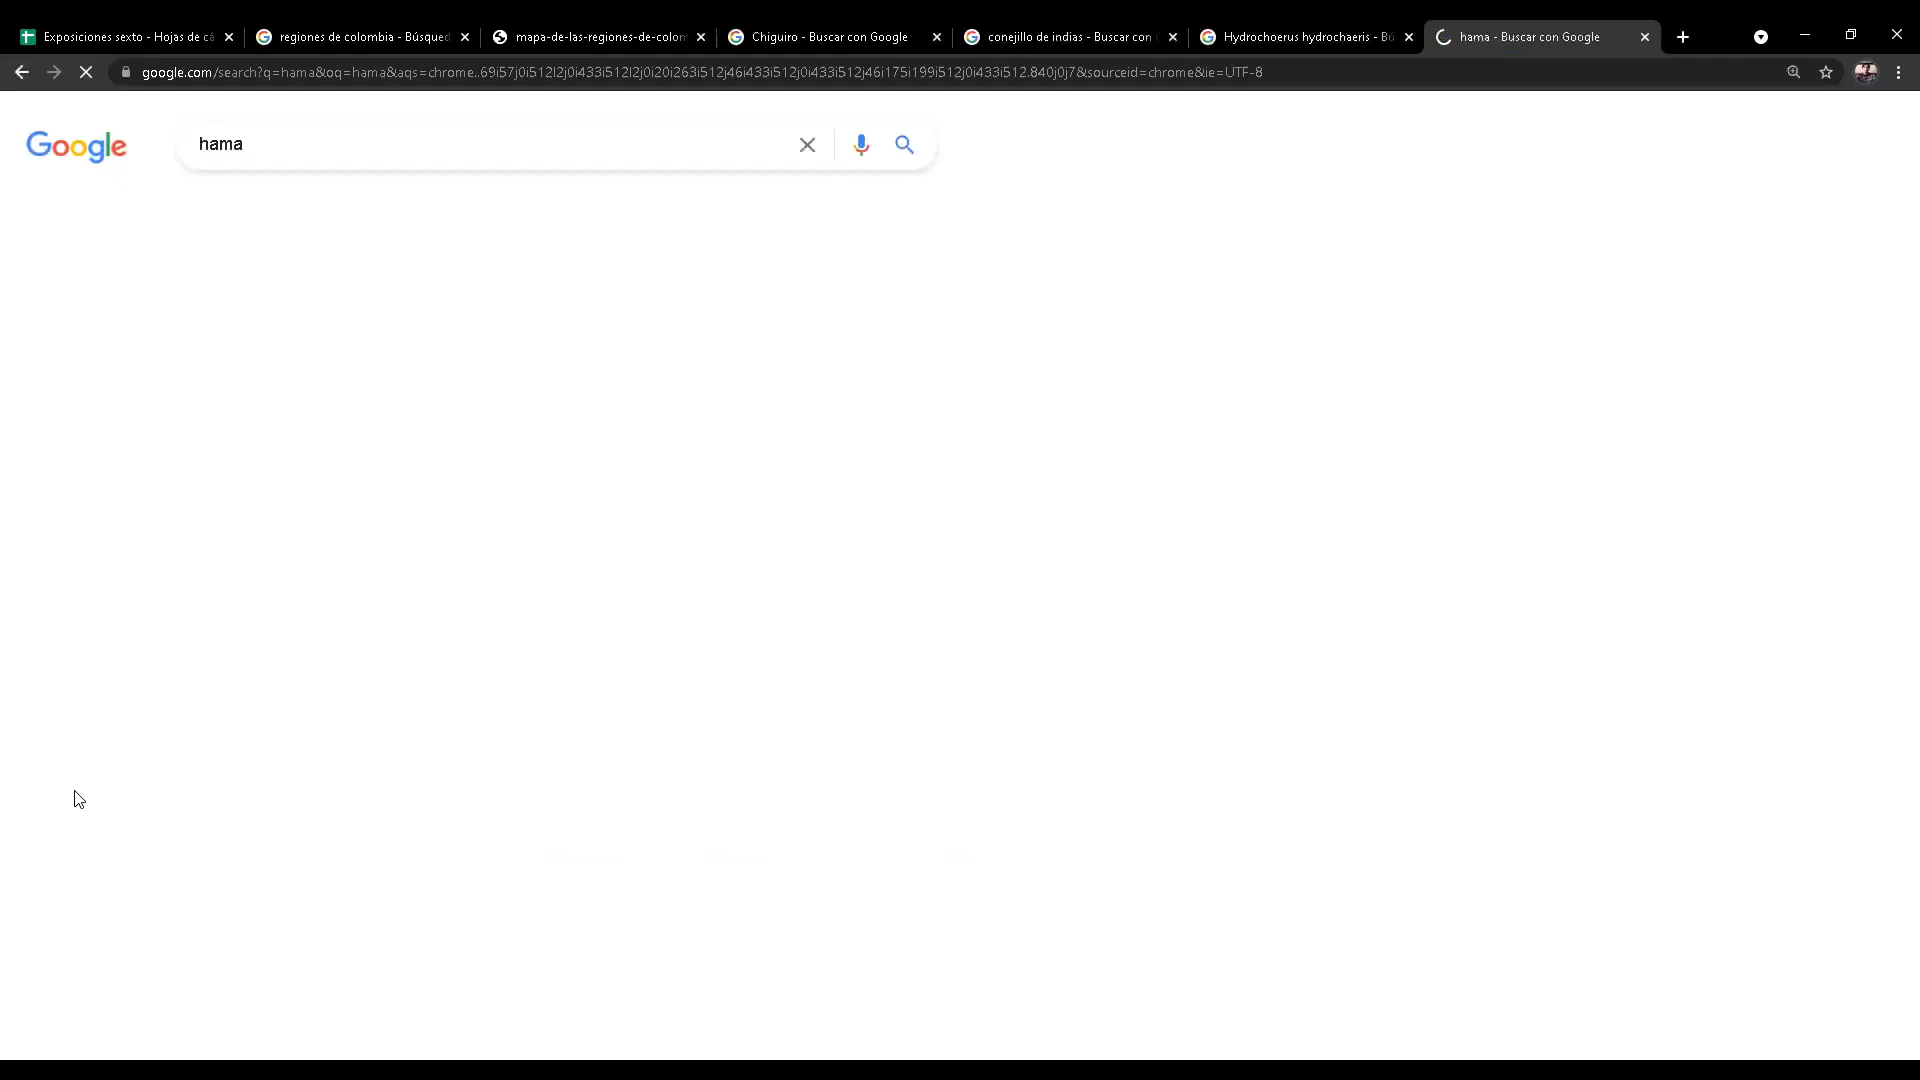 Exposiciones sexto - Hojas de cá
regiones de colombia - Búsqued
mapa-de-las-regiones-de-colom
Chiguiro - Buscar con Google
conejillo de indias - Buscar con
Hydrochoerus hydrochaeris - Bú
hama - Buscar con Google
google.com/search?q=hama&oq=hama&aqs=chrome..69i57j0i512l2j0i433i512l2j0i20i263i512j46i433i512j0i433i512j46i175i199i512j0i433i512.840j0j7&sourceid=chrome&ie=UTF-8
Google
hama